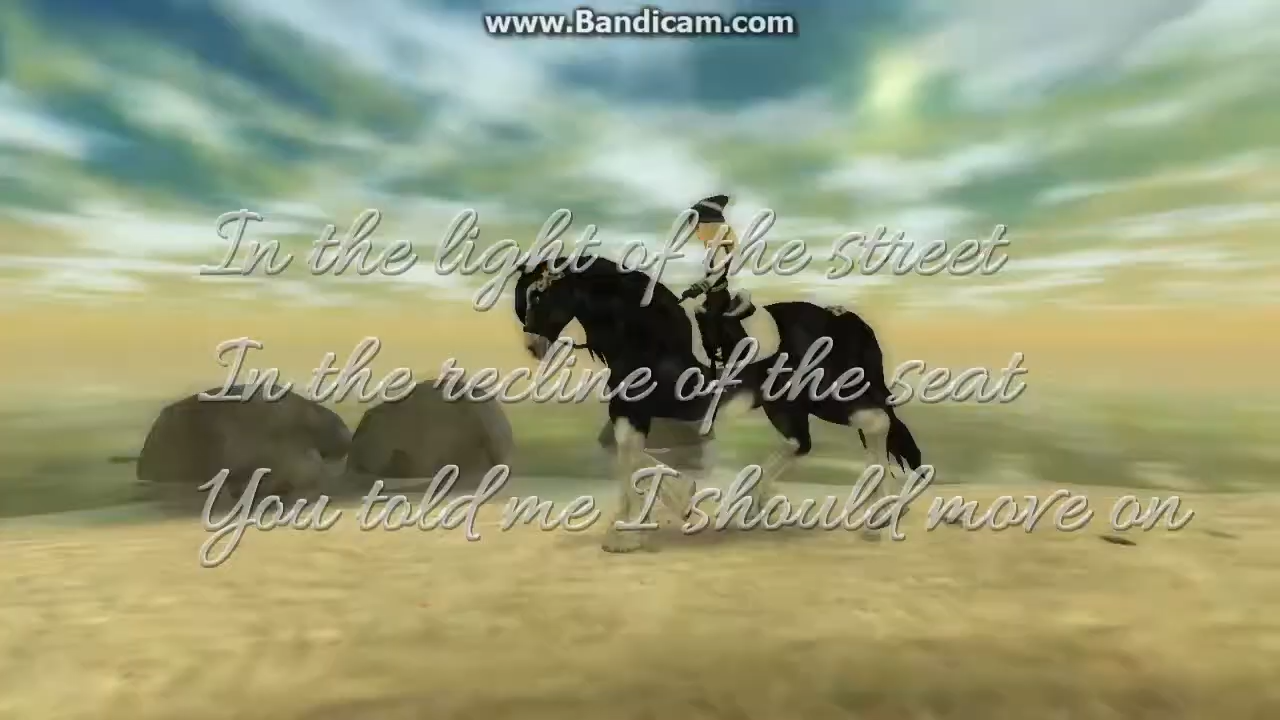 www.Bandicam.com
In the light of the street
In the recline of the seat
You told me I should move on